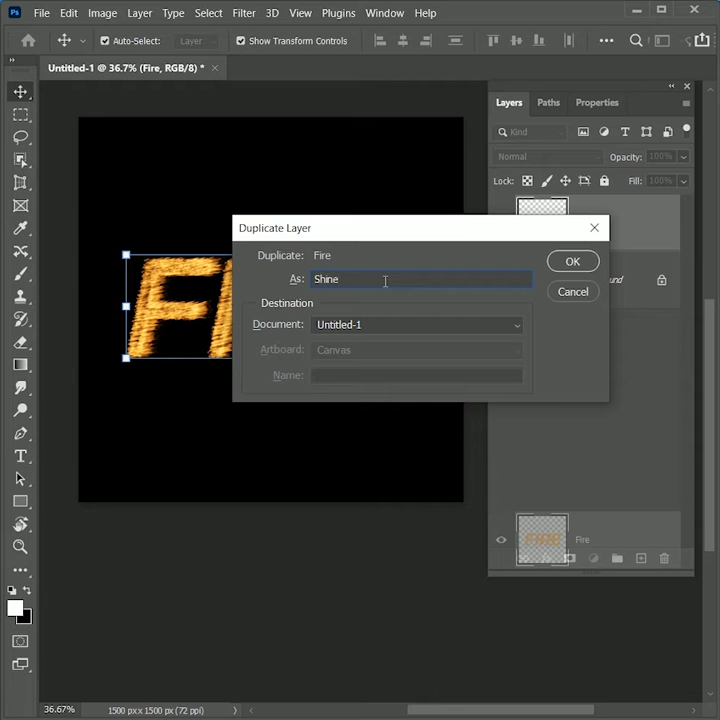 Ps File Edit Image Layer Type Select Filter 3D View Plugins Window Help
Auto-Select: Layer Show Transform Controls
Untitled-1 @ 36.7% (Fire, RGB/8) *
Layers Paths Properties
Kind
Normal Opacity: 100%
Lock: Fill: 100%
Duplicate Layer
Duplicate: Fire
OK
As: Shine
Cancel
Destination
Document: Untitled-1
Artboard: Canvas
Name:
FIRE Fire
36.67% 1500 px x 1500 px (72 ppi)